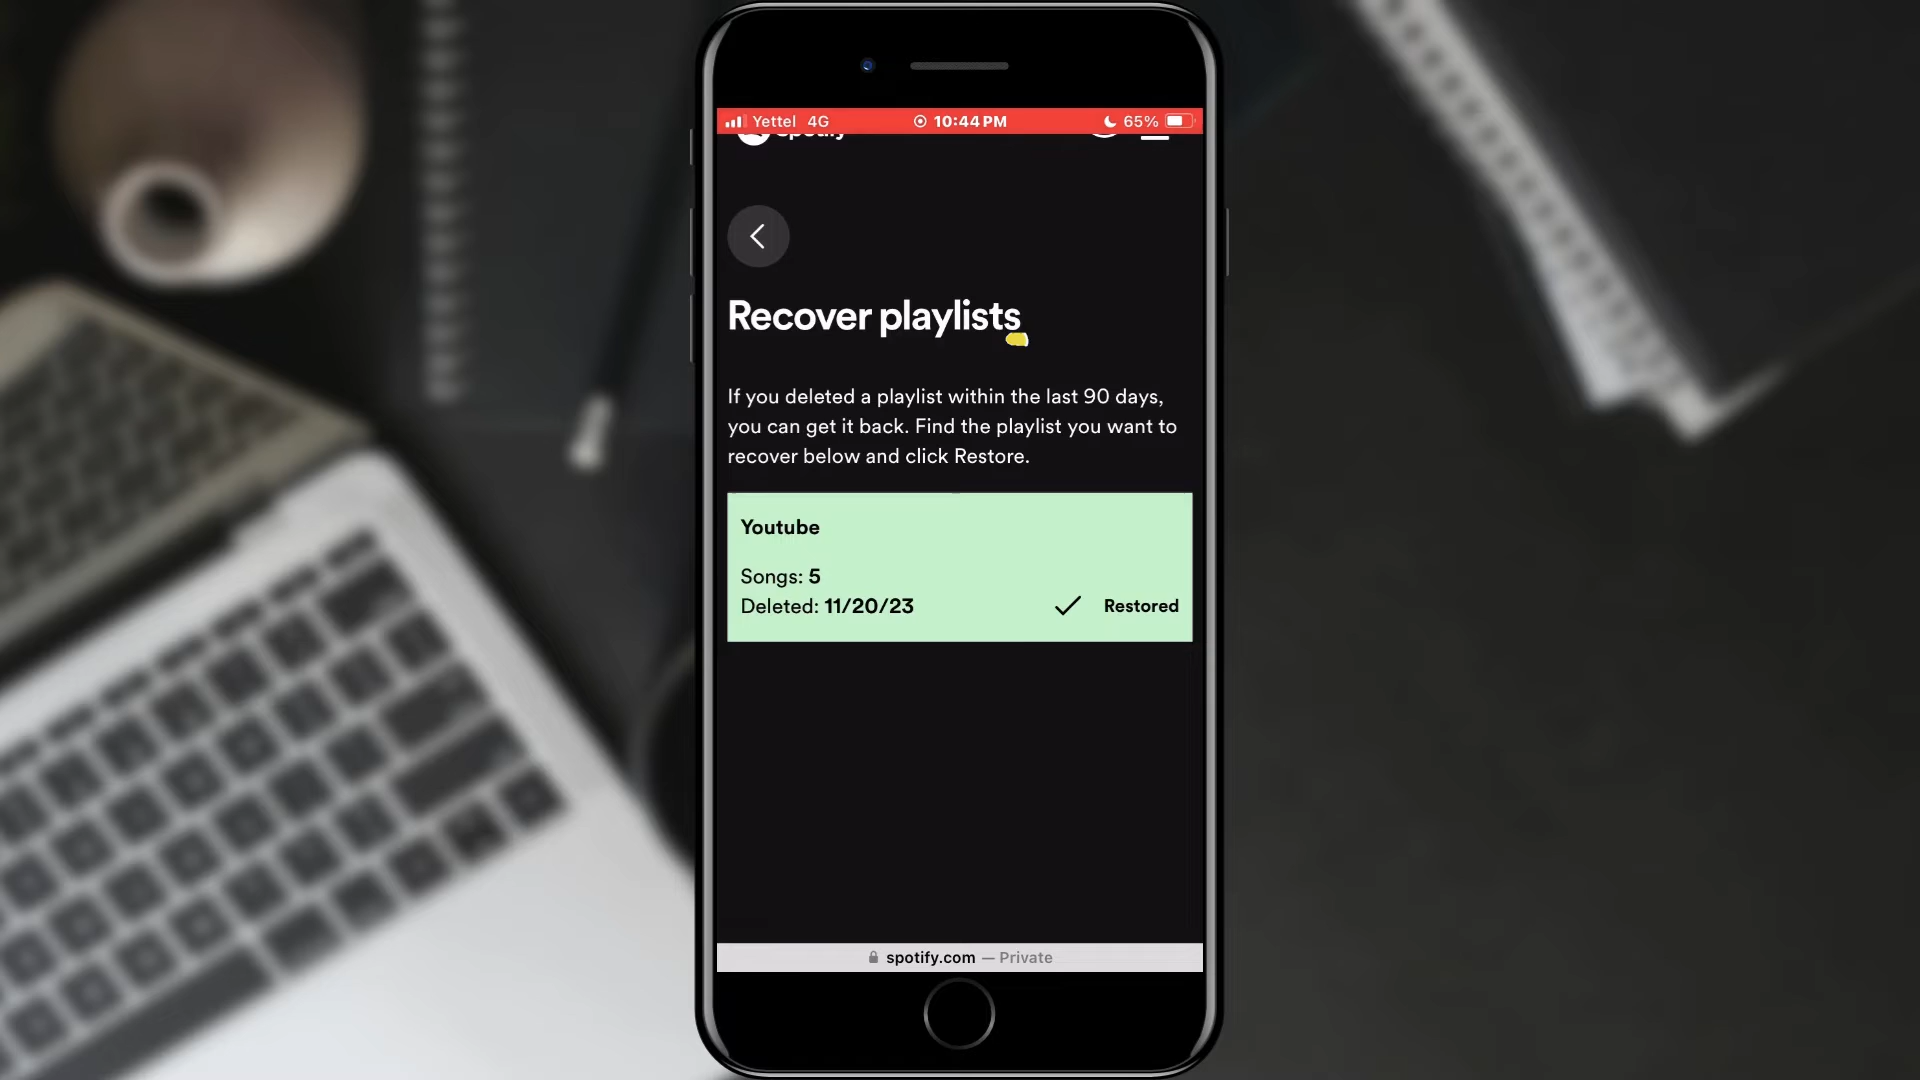 Yettel 4G 10:44 PM 65%
Spotify
Recover playlists
If you deleted a playlist within the last 90 days,
you can get it back. Find the playlist you want to
recover below and click Restore.
Youtube
Songs: 5
Deleted: 11/20/23 Restored
spotify.com — Private